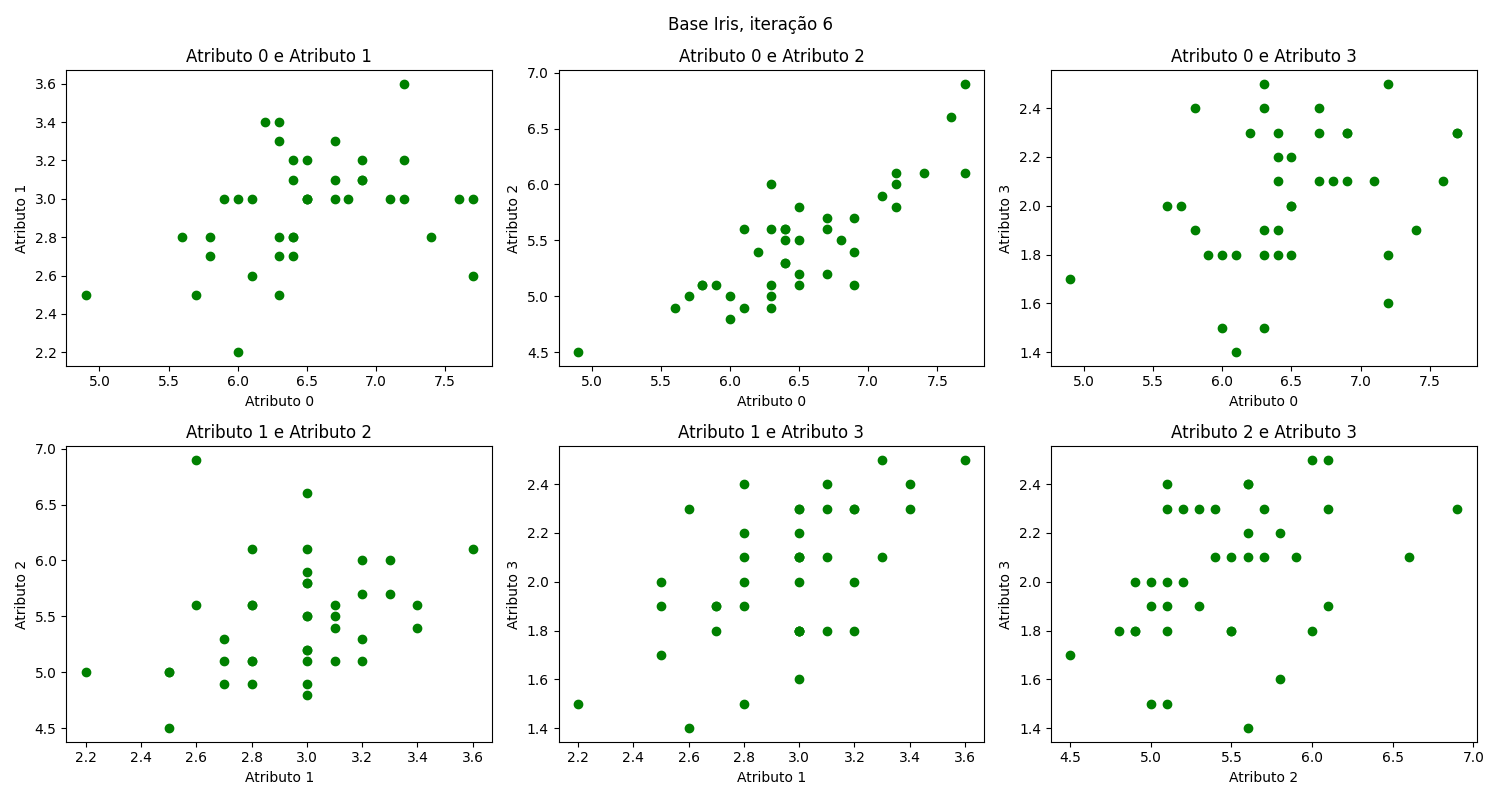 Base Iris, iteração 6
Atributo 0 e Atributo 1
3.6
3.4
3.2
3.0
2.8
2.6
2.4
2.2
Atributo 1
5.0 5.5 6.0 6.5 7.0 7.5
Atributo 0
Atributo 0 e Atributo 2
7.0
6.5
6.0
5.5
5.0
4.5
Atributo 2
5.0 5.5 6.0 6.5 7.0 7.5
Atributo 0
Atributo 0 e Atributo 3
2.4
2.2
2.0
1.8
1.6
1.4
Atributo 3
5.0 5.5 6.0 6.5 7.0 7.5
Atributo 0
Atributo 1 e Atributo 2
7.0
6.5
6.0
5.5
5.0
4.5
Atributo 2
2.2 2.4 2.6 2.8 3.0 3.2 3.4 3.6
Atributo 1
Atributo 1 e Atributo 3
2.4
2.2
2.0
1.8
1.6
1.4
Atributo 3
2.2 2.4 2.6 2.8 3.0 3.2 3.4 3.6
Atributo 1
Atributo 2 e Atributo 3
2.4
2.2
2.0
1.8
1.6
1.4
Atributo 3
4.5 5.0 5.5 6.0 6.5 7.0
Atributo 2